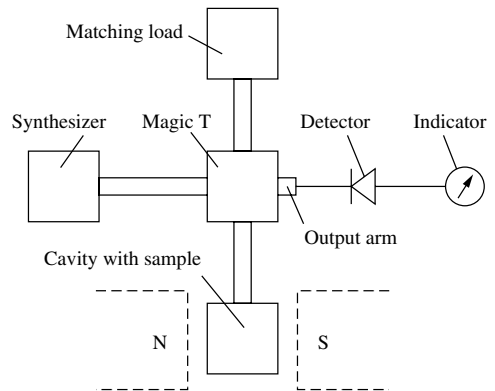 Matching load
Synthesizer
Magic T
Detector
Indicator
Output arm
Cavity with sample
N
S